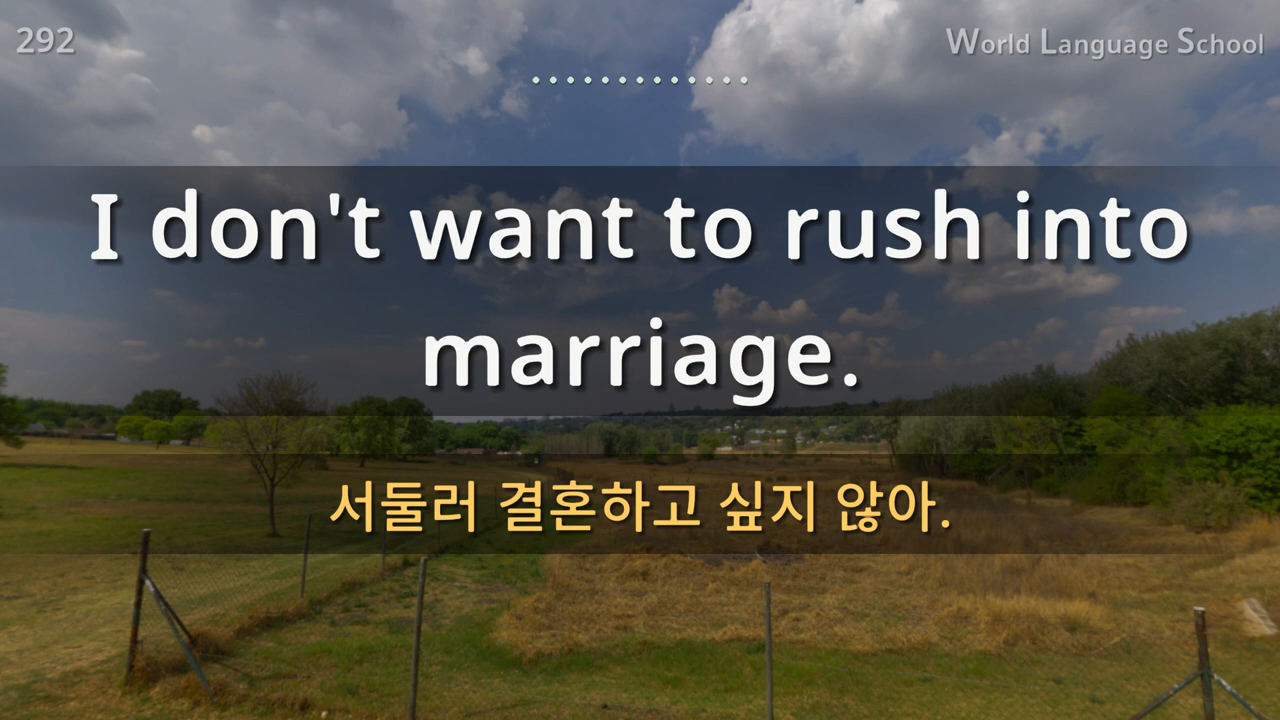 292
World Language School
I don't want to rush into
marriage.
서둘러 결혼하고 싶지 않아.